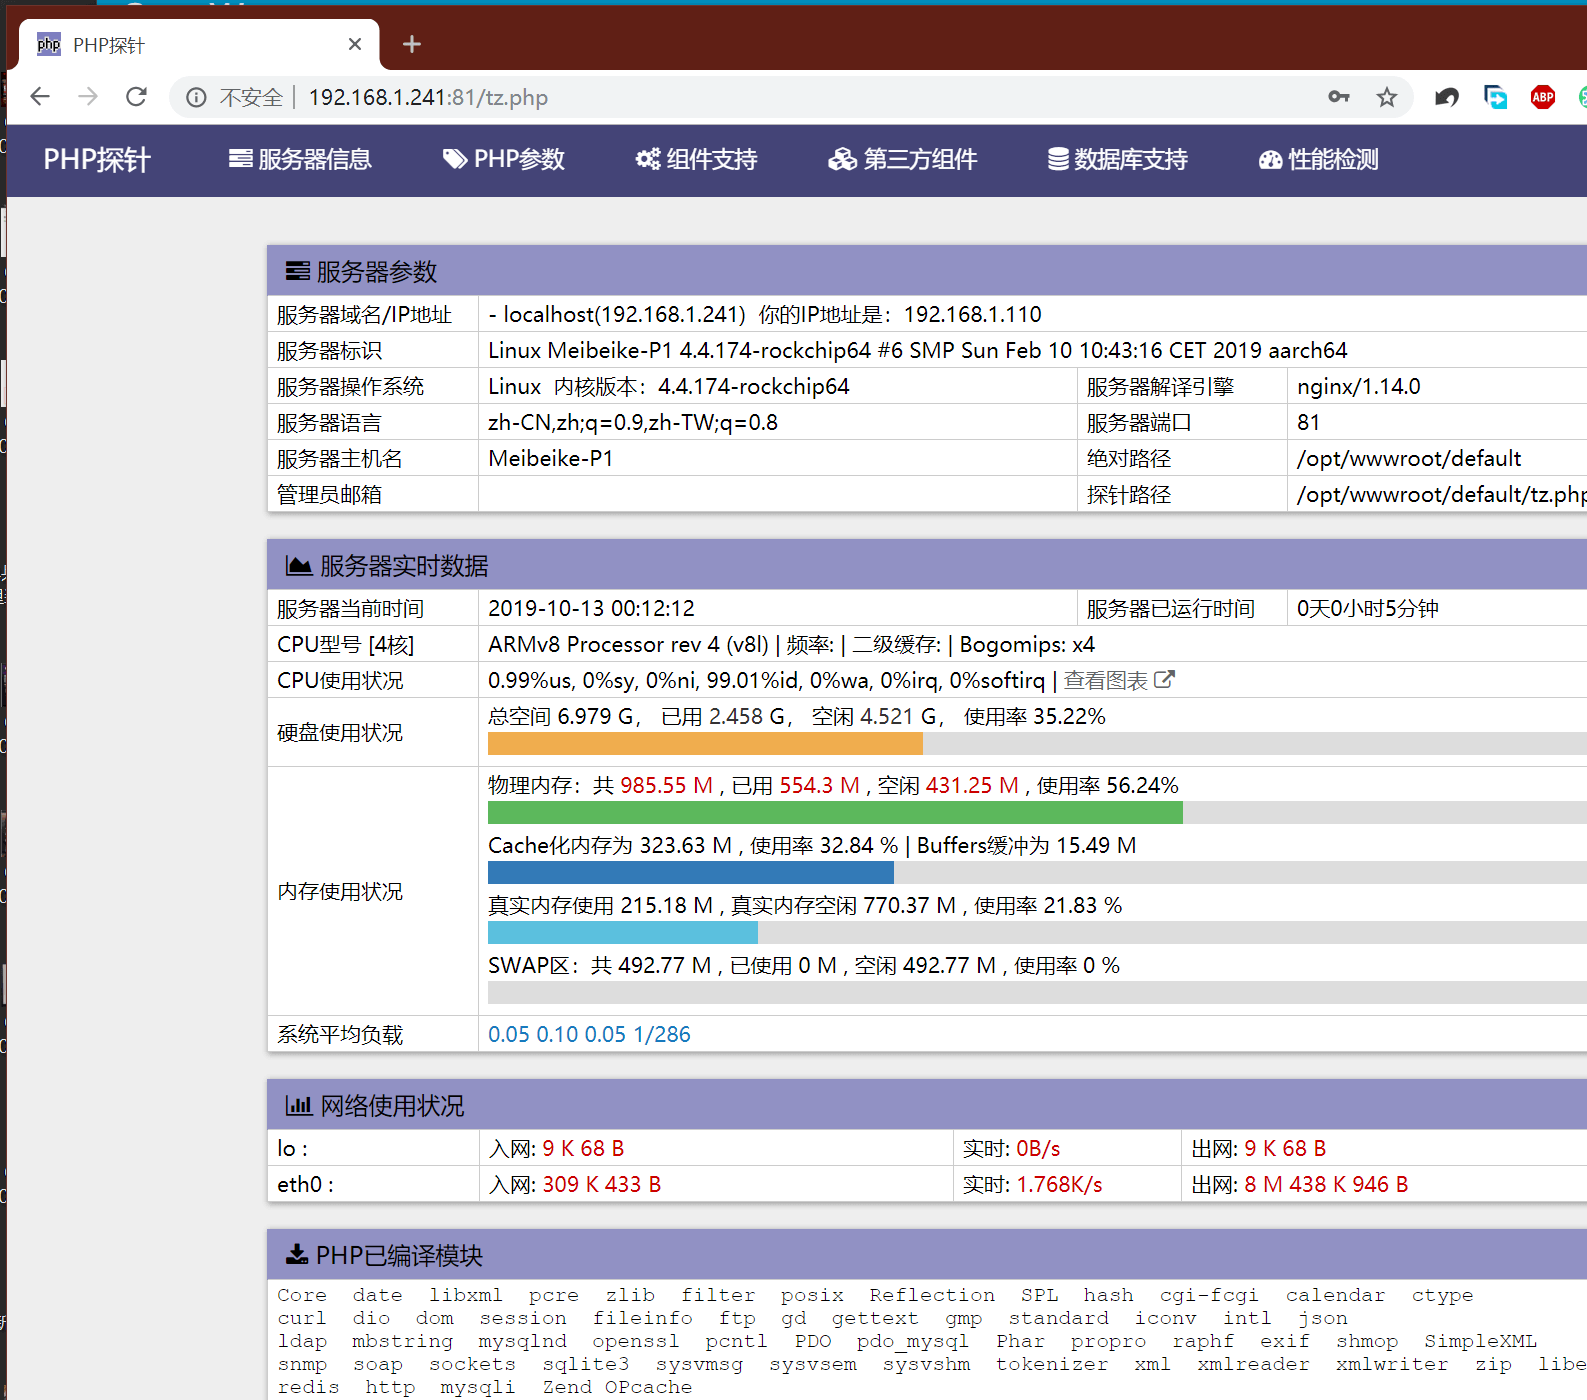 PHP探针
不安全 192.168.1.241:81/tz.php
ABP
PHP探针 服务器信息 PHP参数 组件支持 第三方组件 数据库支持 性能检测
服务器参数
服务器域名/IP地址 - localhost(192.168.1.241) 你的IP地址是：192.168.1.110
服务器标识 Linux Meibeike-P1 4.4.174-rockchip64 #6 SMP Sun Feb 10 10:43:16 CET 2019 aarch64
服务器操作系统 Linux 内核版本：4.4.174-rockchip64 服务器解译引擎 nginx/1.14.0
服务器语言 zh-CN,zh;q=0.9,zh-TW;q=0.8 服务器端口 81
服务器主机名 Meibeike-P1 绝对路径 /opt/wwwroot/default
管理员邮箱 探针路径 /opt/wwwroot/default/tz.php
服务器实时数据
服务器当前时间 2019-10-13 00:12:12 服务器已运行时间 0天0小时5分钟
CPU型号 [4核] ARMv8 Processor rev 4 (v8l) | 频率: | 二级缓存: | Bogomips: x4
CPU使用状况 0.99%us, 0%sy, 0%ni, 99.01%id, 0%wa, 0%irq, 0%softirq | 查看图表
硬盘使用状况 总空间 6.979 G， 已用 2.458 G， 空闲 4.521 G， 使用率 35.22%
物理内存：共 985.55 M , 已用 554.3 M , 空闲 431.25 M , 使用率 56.24%
Cache化内存为 323.63 M , 使用率 32.84 % | Buffers缓冲为 15.49 M
内存使用状况
真实内存使用 215.18 M , 真实内存空闲 770.37 M , 使用率 21.83 %
SWAP区：共 492.77 M , 已使用 0 M , 空闲 492.77 M , 使用率 0 %
系统平均负载 0.05 0.10 0.05 1/286
网络使用状况
lo : 入网: 9 K 68 B 实时: 0B/s 出网: 9 K 68 B
eth0 : 入网: 309 K 433 B 实时: 1.768K/s 出网: 8 M 438 K 946 B
PHP已编译模块
Core date libxml pcre zlib filter posix Reflection SPL hash cgi-fcgi calendar ctype
curl dio dom session fileinfo ftp gd gettext gmp standard iconv intl json
ldap mbstring mysqlnd openssl pcntl PDO pdo_mysql Phar propro raphf exif shmop SimpleXML
snmp soap sockets sqlite3 sysvmsg sysvsem sysvshm tokenizer xml xmlreader xmlwriter zip libe
redis http mysqli Zend OPcache